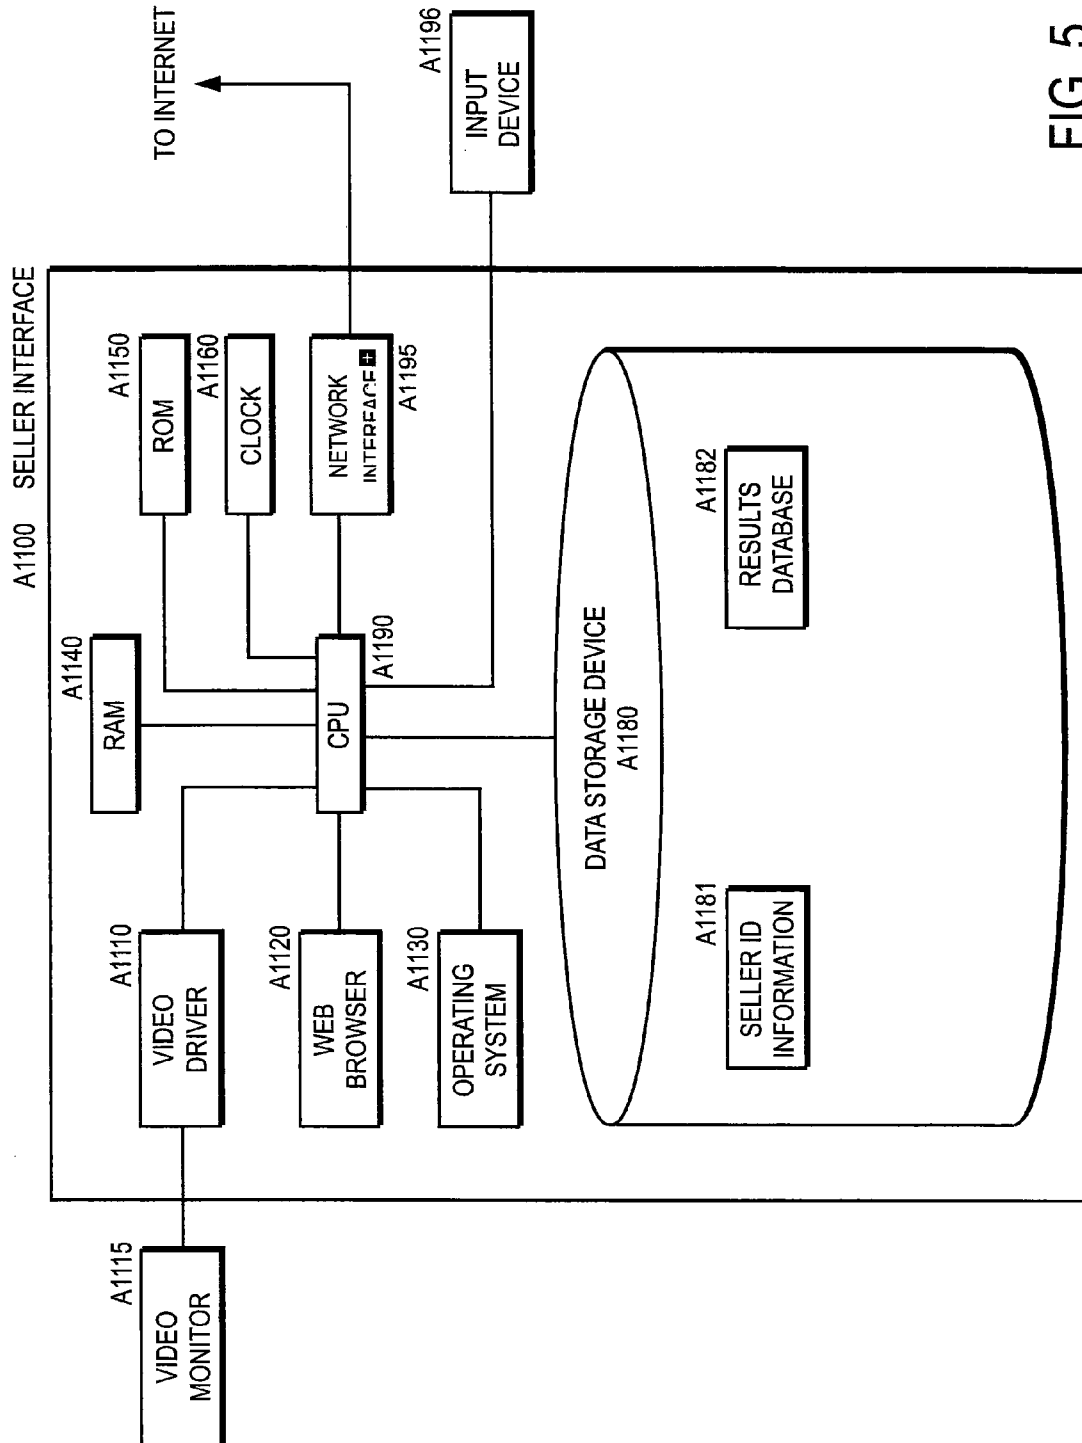 A1100 SELLER INTERFACE
A1115
VIDEO
MONITOR
A1110
VIDEO
DRIVER
A1120
WEB
BROWSER
A1130
OPERATING
SYSTEM
A1140
RAM
CPU
A1190
A1150
ROM
A1160
CLOCK
NETWORK
INTERFACE
A1195
TO INTERNET
A1196
INPUT
DEVICE
DATA STORAGE DEVICE
A1180
A1181
SELLER ID
INFORMATION
A1182
RESULTS
DATABASE
FIG. 5